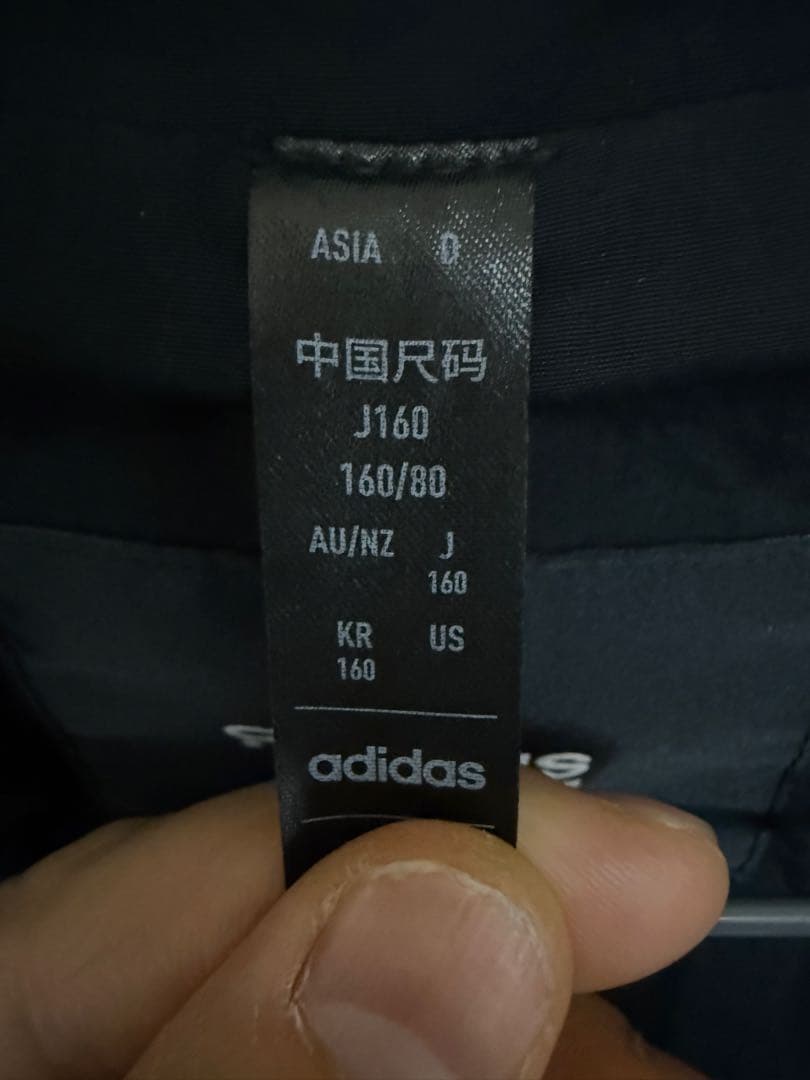 ASIA
中国尺码
J160
160/80
AU/NZ J
160
KR US
160
adidas